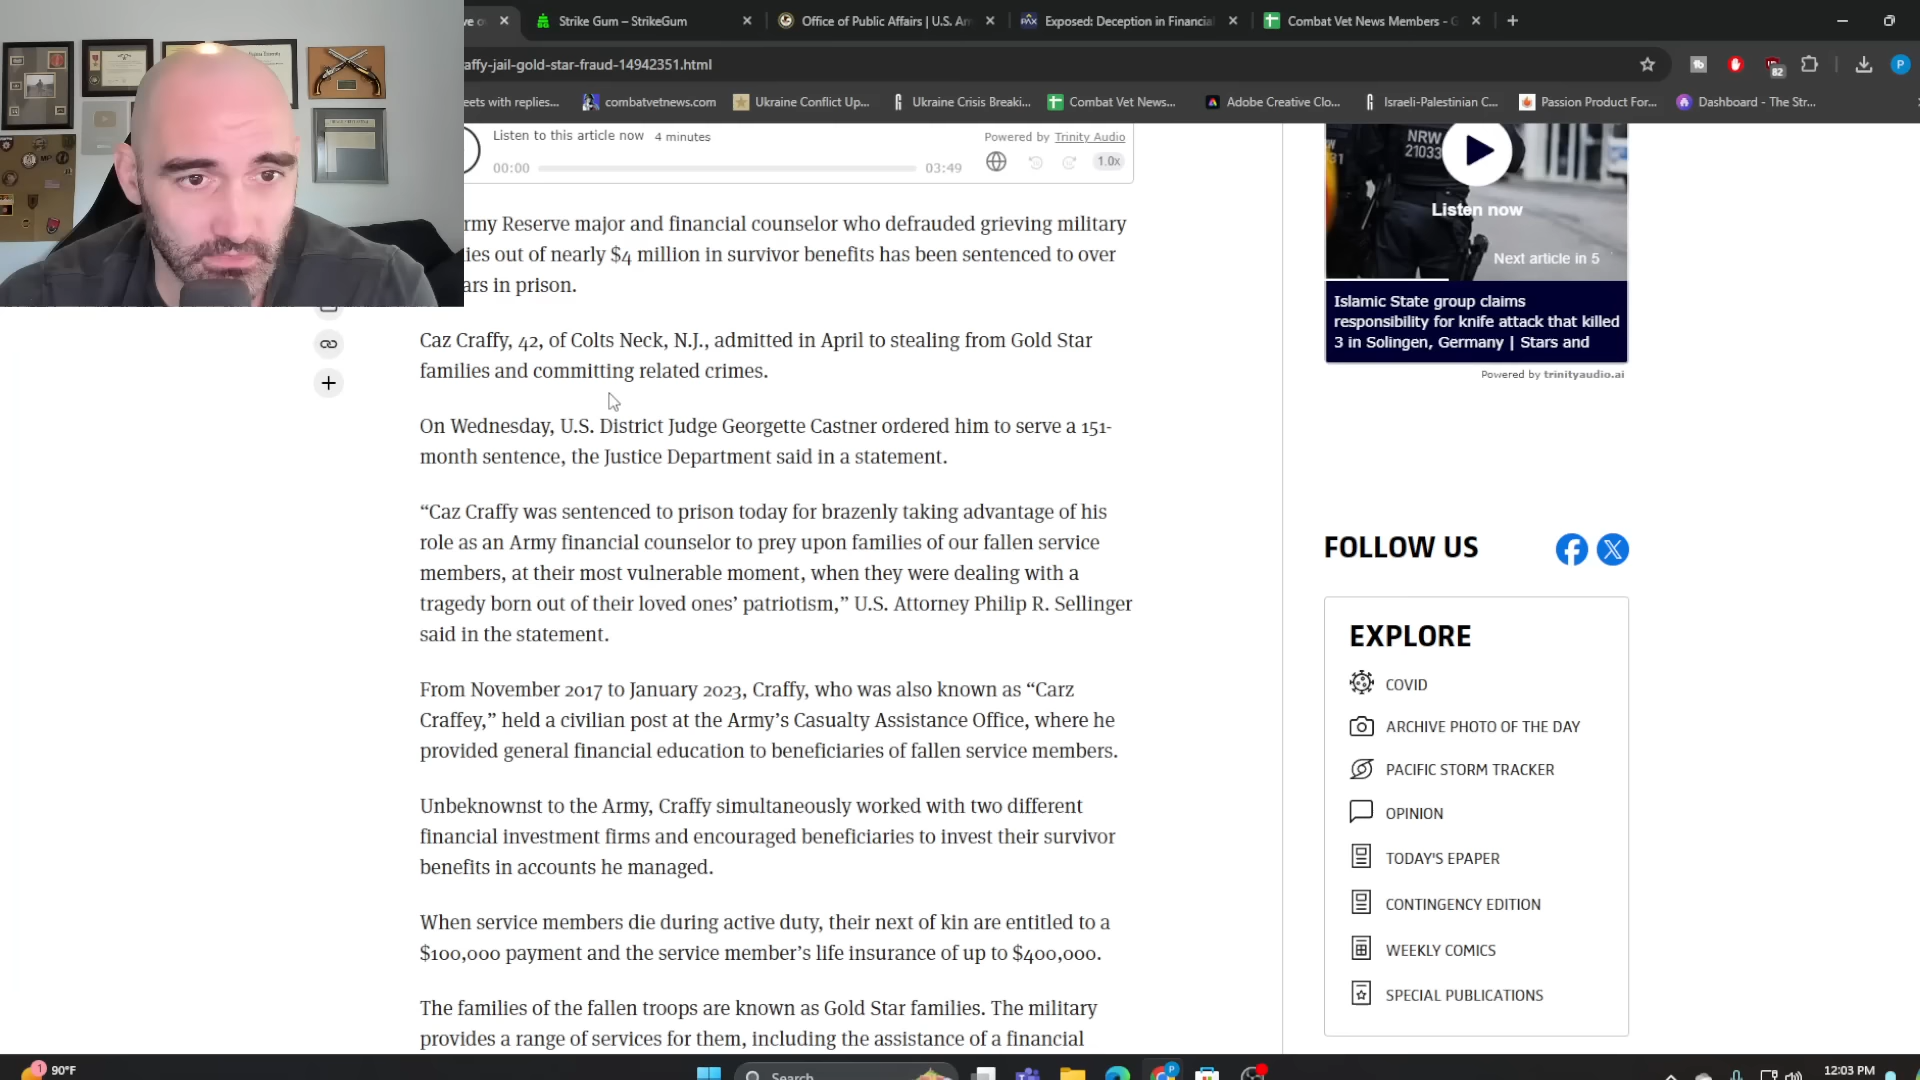 ve o
Strike Gum – StrikeGum
Office of Public Affairs | U.S. Ar
Exposed: Deception in Financial
Combat Vet News Members - G
affy-jail-gold-star-fraud-14942351.html
82
P
eets with replies...
combatvetnews.com
Ukraine Conflict Up...
Ukraine Crisis Breaki...
Combat Vet News...
Adobe Creative Clo...
Israeli-Palestinian C...
Passion Product For...
Dashboard - The Str...
Listen to this article now 4 minutes
Powered by Trinity Audio
00:00
03:49
1.0x
rmy Reserve major and financial counselor who defrauded grieving military
ies out of nearly $4 million in survivor benefits has been sentenced to over
ars in prison.
Caz Craffy, 42, of Colts Neck, N.J., admitted in April to stealing from Gold Star
families and committing related crimes.
On Wednesday, U.S. District Judge Georgette Castner ordered him to serve a 151-
month sentence, the Justice Department said in a statement.
“Caz Craffy was sentenced to prison today for brazenly taking advantage of his
role as an Army financial counselor to prey upon families of our fallen service
members, at their most vulnerable moment, when they were dealing with a
tragedy born out of their loved ones’ patriotism,” U.S. Attorney Philip R. Sellinger
said in the statement.
From November 2017 to January 2023, Craffy, who was also known as “Carz
Craffey,” held a civilian post at the Army’s Casualty Assistance Office, where he
provided general financial education to beneficiaries of fallen service members.
Unbeknownst to the Army, Craffy simultaneously worked with two different
financial investment firms and encouraged beneficiaries to invest their survivor
benefits in accounts he managed.
When service members die during active duty, their next of kin are entitled to a
$100,000 payment and the service member’s life insurance of up to $400,000.
The families of the fallen troops are known as Gold Star families. The military
provides a range of services for them, including the assistance of a financial
NRW
21033
Listen now
Next article in 5
Islamic State group claims
responsibility for knife attack that killed
3 in Solingen, Germany | Stars and
Powered by trinityaudio.ai
FOLLOW US
EXPLORE
COVID
ARCHIVE PHOTO OF THE DAY
PACIFIC STORM TRACKER
OPINION
TODAY'S EPAPER
CONTINGENCY EDITION
WEEKLY COMICS
SPECIAL PUBLICATIONS
1
90°F
Search
12:03 PM